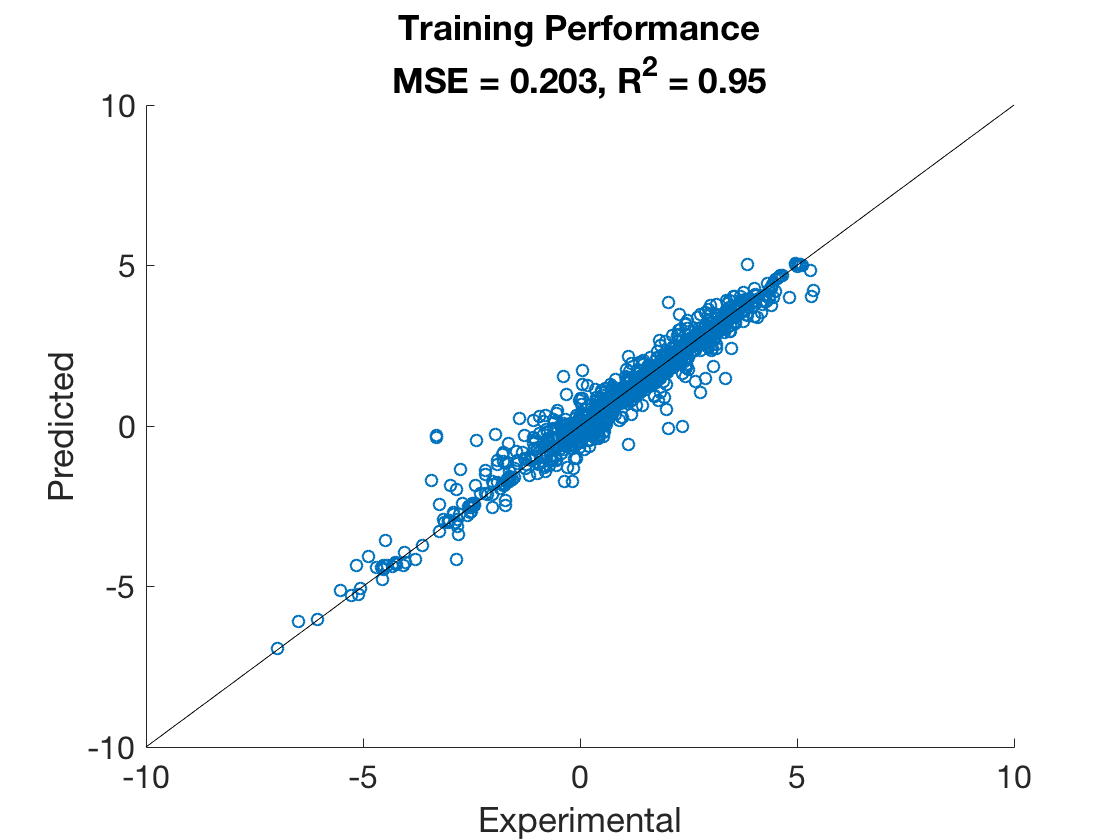 Training Performance
MSE = 0.203, R² = 0.95
10
5
0
-5
-10
Predicted
-10 -5 0 5 10
Experimental